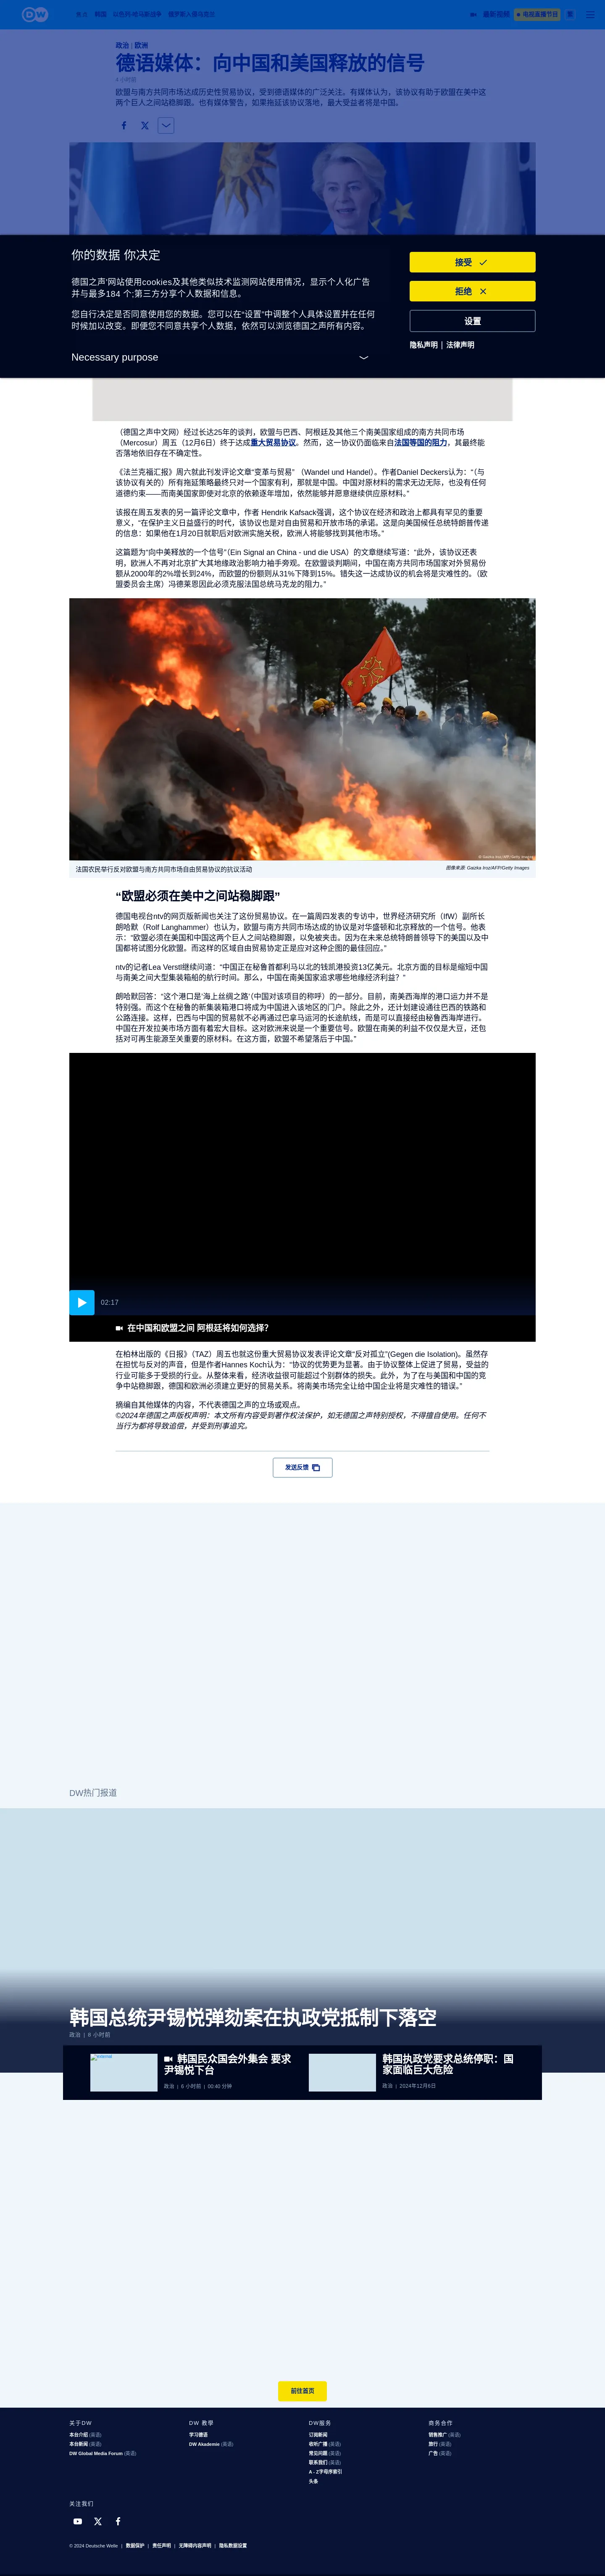 DW
韩国
最新视频
电视直播节目
政治 | 欧洲
德语媒体：向中国和美国释放的信号
4 小时前
欧盟与南方共同市场达成历史性贸易协议，受到德语媒体的广泛关注。有媒体认为，该协议有助于欧盟在美中这
两个巨人之间站稳脚跟。也有媒体警告，如果拖延该协议落地，最大受益者将是中国。
你的数据 你决定
德国之声'网站使用cookies及其他类似技术监测网站使用情况，显示个人化广告
并与最多184 个;第三方分享个人数据和信息。
您自行决定是否同意使用您的数据。您可以在“设置”中调整个人具体设置并在任何
时候加以改变。即便您不同意共享个人数据，依然可以浏览德国之声所有内容。
Necessary purpose
接受
拒绝
设置
隐私声明 | 法律声明
（德国之声中文网）经过长达25年的谈判，欧盟与巴西、阿根廷及其他三个南美国家组成的南方共同市场
（Mercosur）周五（12月6日）终于达成重大贸易协议。然而，这一协议仍面临来自法国等国的阻力，其最终能
否落地依旧存在不确定性。
《法兰克福汇报》周六就此刊发评论文章“变革与贸易” （Wandel und Handel）。作者Daniel Deckers认为：“（与
该协议有关的）所有拖延策略最终只对一个国家有利，那就是中国。中国对原材料的需求无边无际，也没有任何
道德约束——而南美国家即使对北京的依赖逐年增加，依然能够并愿意继续供应原材料。”
该报在周五发表的另一篇评论文章中，作者 Hendrik Kafsack强调，这个协议在经济和政治上都具有罕见的重要
意义，“在保护主义日益盛行的时代，该协议也是对自由贸易和开放市场的承诺。这是向美国候任总统特朗普传递
的信息：如果他在1月20日就职后对欧洲实施关税，欧洲人将能够找到其他市场。”
这篇题为“向中美释放的一个信号”（Ein Signal an China - und die USA）的文章继续写道：“此外，该协议还表
明，欧洲人不再对北京扩大其地缘政治影响力袖手旁观。在欧盟谈判期间，中国在南方共同市场国家对外贸易份
额从2000年的2%增长到24%，而欧盟的份额则从31%下降到15%。错失这一达成协议的机会将是灾难性的。（欧
盟委员会主席）冯德莱恩因此必须克服法国总统马克龙的阻力。”
© Gaizka Iroz/AFP/Getty Images
法国农民举行反对欧盟与南方共同市场自由贸易协议的抗议活动
图像来源: Gaizka Iroz/AFP/Getty Images
“欧盟必须在美中之间站稳脚跟”
德国电视台ntv的网页版新闻也关注了这份贸易协议。在一篇周四发表的专访中，世界经济研究所（IfW）副所长
朗哈默（Rolf Langhammer）也认为，欧盟与南方共同市场达成的协议是对华盛顿和北京释放的一个信号。他表
示：“欧盟必须在美国和中国这两个巨人之间站稳脚跟，以免被夹击。因为在未来总统特朗普领导下的美国以及中
国都将试图分化欧盟。而这样的区域自由贸易协定正是应对这种企图的最佳回应。”
ntv的记者Lea Verstl继续问道：“中国正在秘鲁首都利马以北的钱凯港投资13亿美元。北京方面的目标是缩短中国
与南美之间大型集装箱船的航行时间。那么，中国在南美国家追求哪些地缘经济利益？”
朗哈默回答：“这个港口是'海上丝绸之路'（中国对该项目的称呼）的一部分。目前，南美西海岸的港口运力并不是
特别强。而这个在秘鲁的新集装箱港口将成为中国进入该地区的门户。除此之外，还计划建设通往巴西的铁路和
公路连接。这样，巴西与中国的贸易就不必再通过巴拿马运河的长途航线，而是可以直接经由秘鲁西海岸进行。
中国在开发拉美市场方面有着宏大目标。这对欧洲来说是一个重要信号。欧盟在南美的利益不仅仅是大豆，还包
括对可再生能源至关重要的原材料。在这方面，欧盟不希望落后于中国。”
02:17
在中国和欧盟之间 阿根廷将如何选择？
在柏林出版的《日报》（TAZ）周五也就这份重大贸易协议发表评论文章“反对孤立”(Gegen die Isolation)。虽然存
在担忧与反对的声音，但是作者Hannes Koch认为：“协议的优势更为显著。由于协议整体上促进了贸易，受益的
行业可能多于受损的行业。从整体来看，经济收益很可能超过个别群体的损失。此外，为了在与美国和中国的竞
争中站稳脚跟，德国和欧洲必须建立更好的贸易关系。将南美市场完全让给中国企业将是灾难性的错误。”
摘编自其他媒体的内容，不代表德国之声的立场或观点。
©2024年德国之声版权声明：本文所有内容受到著作权法保护，如无德国之声特别授权，不得擅自使用。任何不
当行为都将导致追偿，并受到刑事追究。
发送反馈
DW热门报道
韩国总统尹锡悦弹劾案在执政党抵制下落空
政治 | 8 小时前
韩国民众国会外集会 要求
尹锡悦下台
政治 | 6 小时前 | 00:40 分钟
韩国执政党要求总统停职：国
家面临巨大危险
政治 | 2024年12月6日
前往首页
关于DW
本台介绍 (英语)
本台新闻 (英语)
DW Global Media Forum (英语)
DW 教學
学习德语
DW Akademie (英语)
DW服务
订阅新闻
收听广播 (英语)
常见问题 (英语)
联系我们 (英语)
A - Z字母序索引
头条
商务合作
销售推广 (英语)
旅行 (英语)
广告 (英语)
关注我们
© 2024 Deutsche Welle | 数据保护 | 责任声明 | 无障碍内容声明 | 隐私数据设置